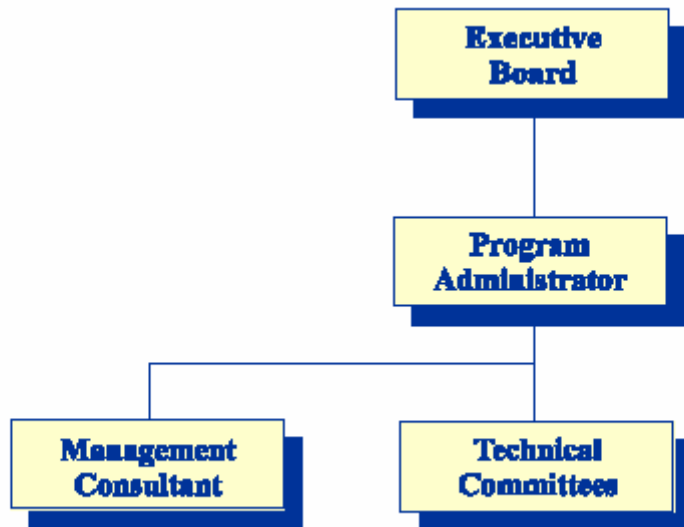 Executive
Board
Program
Administrator
Management
Consultant
Technical
Committees